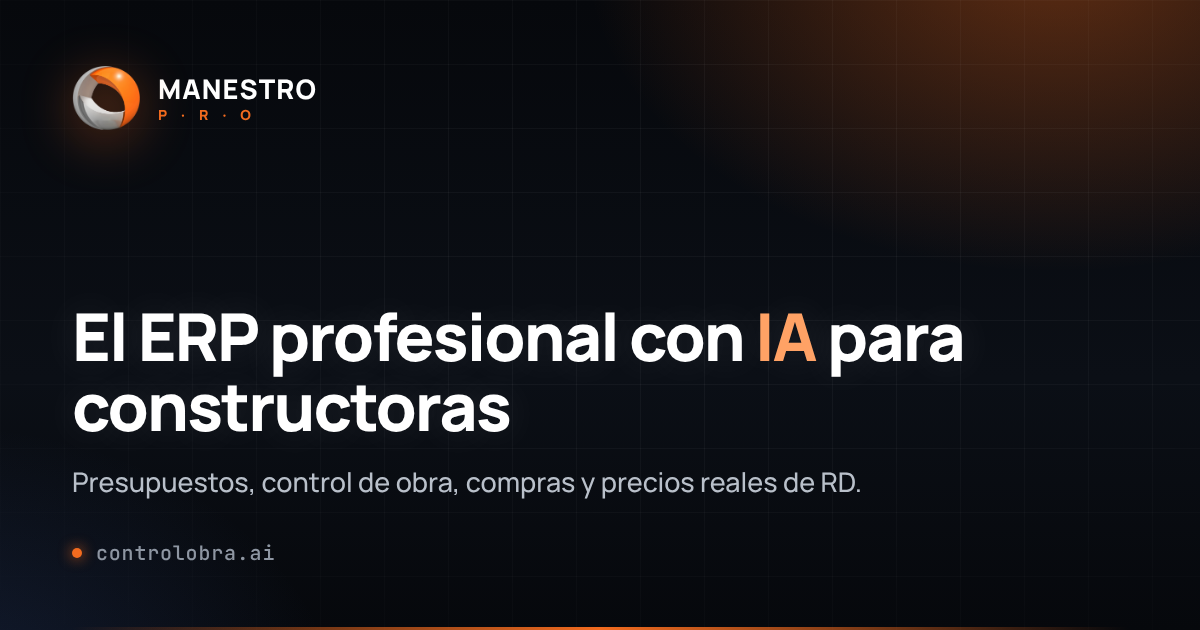 MANESTRO
P · R · O
El ERP profesional con IA para
constructoras
Presupuestos, control de obra, compras y precios reales de RD.
controlobra.ai